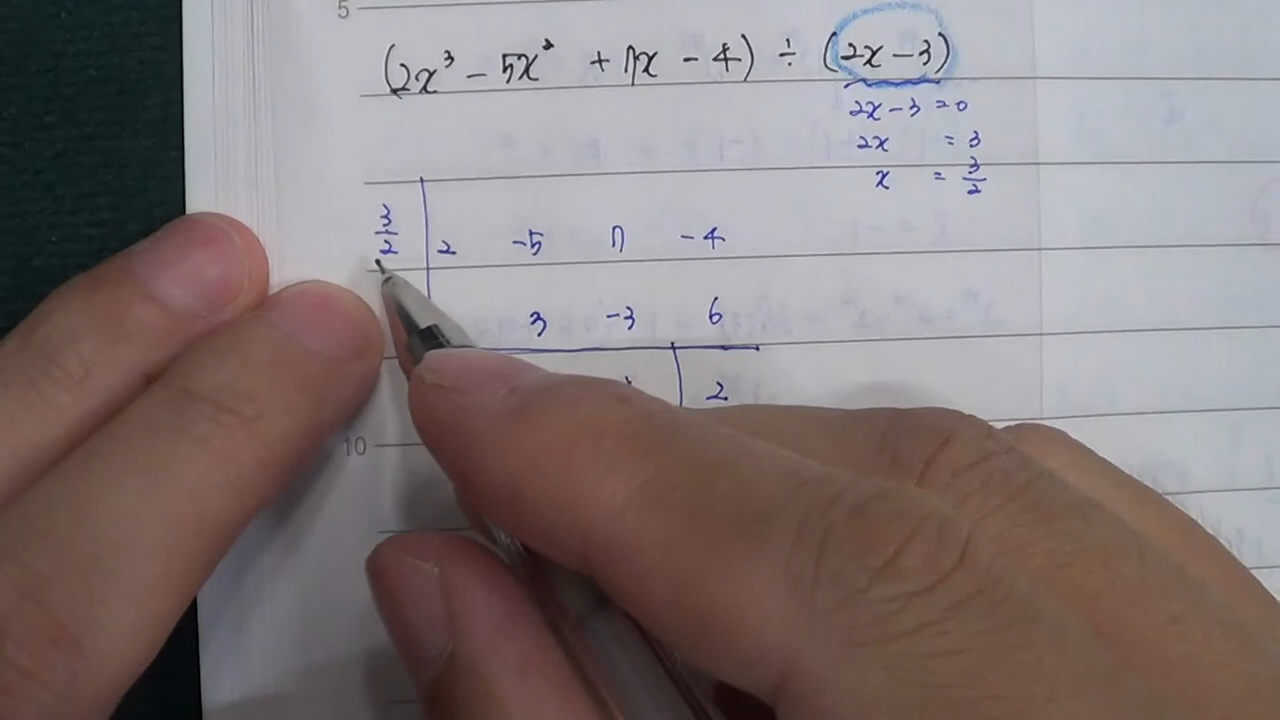 5
(2x³ - 5x² + 7x - 4) ÷ (2x - 3)
2x - 3 = 0
2x = 3
x = 3/2
3/2 2 -5 7 -4
3 -3 6
2
10